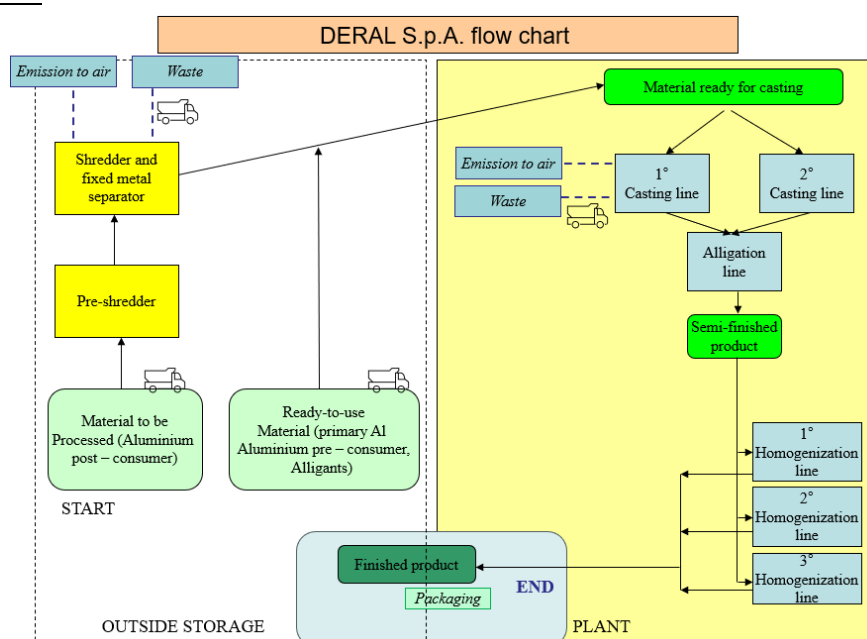 DERAL S.p.A. flow chart
Emission to air
Waste
Shredder and
fixed metal
separator
Pre-shredder
Material to be
Processed (Aluminium
post – consumer)
START
Ready-to-use
Material (primary Al
Aluminium pre – consumer,
Alligants)
OUTSIDE STORAGE
Material ready for casting
Emission to air
Waste
1°
Casting line
2°
Casting line
Alligation
line
Semi-finished
product
1°
Homogenization
line
2°
Homogenization
line
3°
Homogenization
line
Finished product
Packaging
END
PLANT